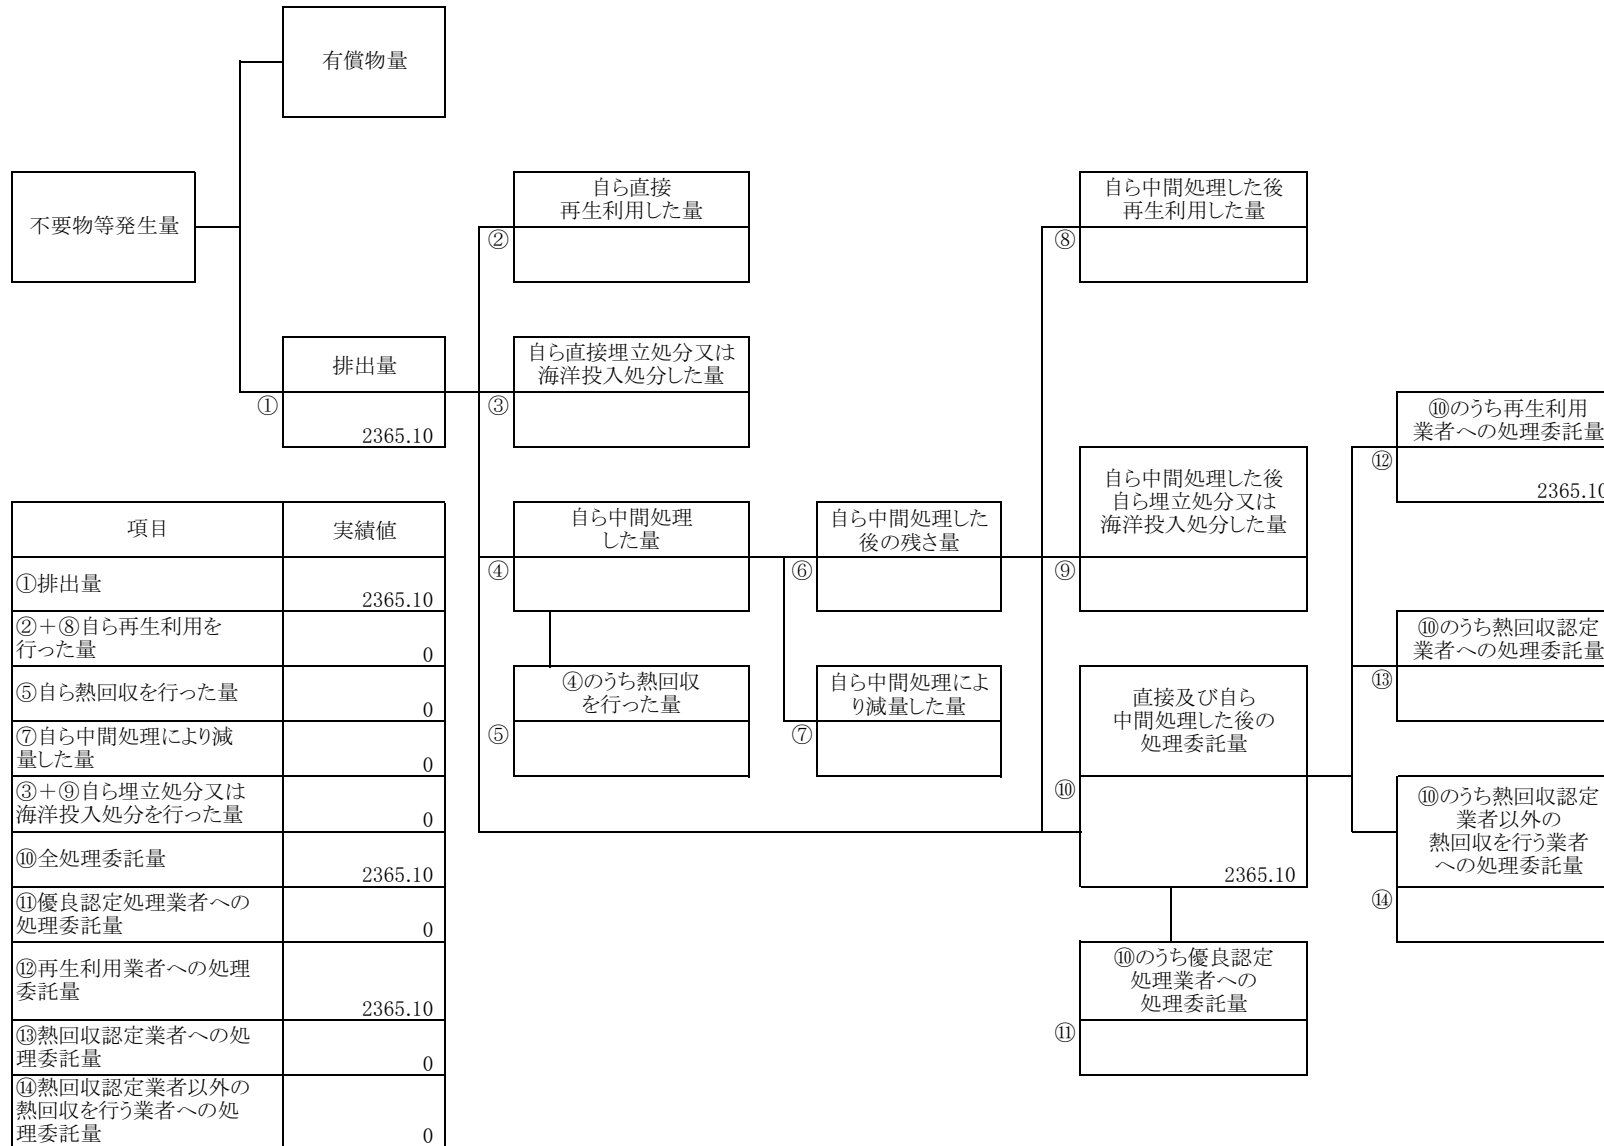 有償物量
不要物等発生量
自ら直接
再生利用した量
②
自ら中間処理した後
再生利用した量
⑧
排出量
①
2365.10
自ら直接埋立処分又は
海洋投入処分した量
③
⑩のうち再生利用
業者への処理委託量
⑫
2365.10
自ら中間処理
した量
④
自ら中間処理した
後の残さ量
⑥
自ら中間処理した後
自ら埋立処分又は
海洋投入処分した量
⑨
⑩のうち熱回収認定
業者への処理委託量
⑬
④のうち熱回収
を行った量
⑤
自ら中間処理によ
り減量した量
⑦
直接及び自ら
中間処理した後の
処理委託量
⑩
2365.10
⑩のうち熱回収認定
業者以外の
熱回収を行う業者
への処理委託量
⑭
⑩のうち優良認定
処理業者への
処理委託量
⑪
項目 実績値
①排出量
2365.10
②+⑧自ら再生利用を
行った量 0
⑤自ら熱回収を行った量
0
⑦自ら中間処理により減
量した量 0
③+⑨自ら埋立処分又は
海洋投入処分を行った量 0
⑩全処理委託量
2365.10
⑪優良認定処理業者への
処理委託量 0
⑫再生利用業者への処理
委託量
2365.10
⑬熱回収認定業者への処
理委託量 0
⑭熱回収認定業者以外の
熱回収を行う業者への処
理委託量 0